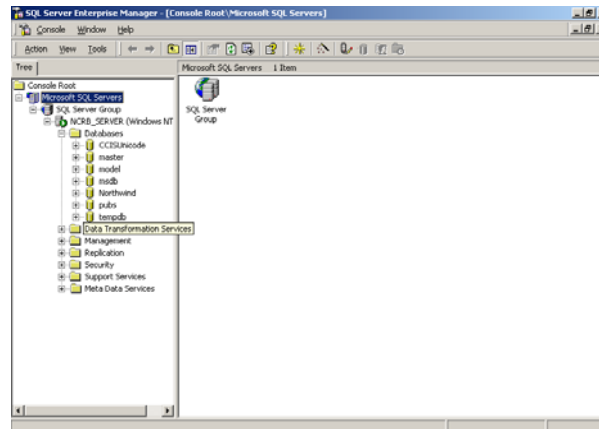 SQL Server Enterprise Manager - [Console Root\Microsoft SQL Servers]
Console Window Help
Action View Tools
Tree
Microsoft SQL Servers 1 Item
Console Root
Microsoft SQL Servers
SQL Server Group
NCRB_SERVER (Windows NT
Databases
CCISUnicode
master
model
msdb
Northwind
pubs
tempdb
Data Transformation Services
Management
Replication
Security
Support Services
Meta Data Services
SQL Server
Group